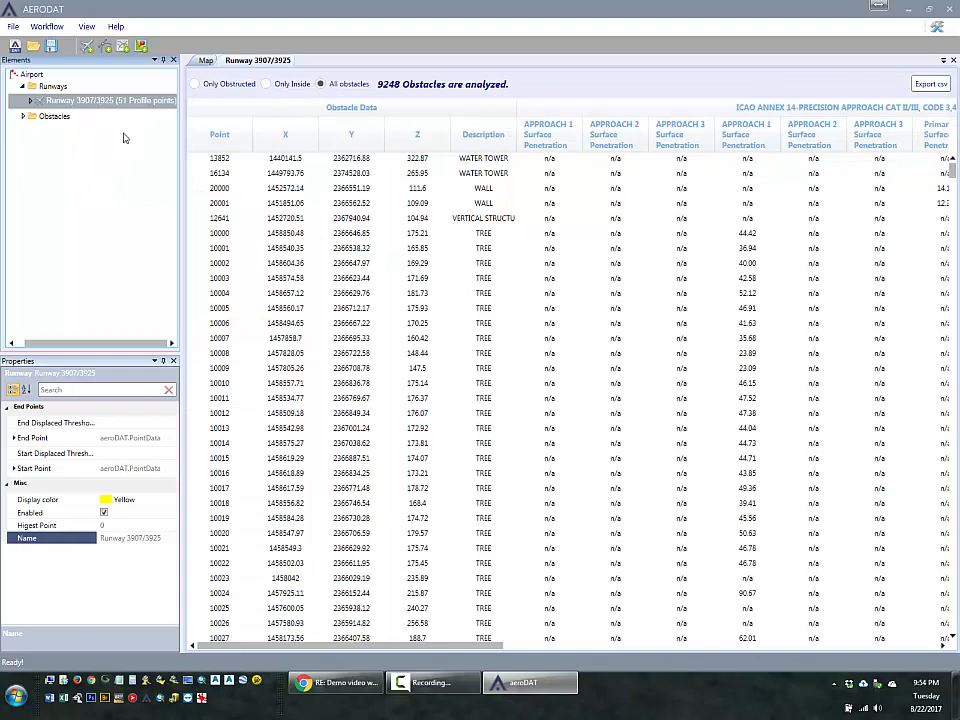 AERODAT
File Workflow View Help
Elements
Airport
Runways
Runway 3907/3925 (51 Profile points)
Obstacles
Properties
Runway Runway 3907/3925
Search
End Points
End Displaced Thresho...
End Point aeroDAT.PointData
Start Displaced Thresh...
Start Point aeroDAT.PointData
Misc
Display color Yellow
Enabled
Higest Point 0
Name Runway 3907/3925
Name
Map Runway 3907/3925
Only Obstructed Only Inside All obstacles 9248 Obstacles are analyzed. Export csv
Obstacle Data ICAO ANNEX 14-PRECISION APPROACH CAT II/III, CODE 3,4
Point X Y Z Description APPROACH 1 Surface Penetration APPROACH 2 Surface Penetration APPROACH 3 Surface Penetration APPROACH 1 Surface Penetration APPROACH 2 Surface Penetration APPROACH 3 Surface Penetration Primar Surfac Penetr
13852 1440141.5 2362716.88 322.87 WATER TOWER n/a n/a n/a n/a n/a n/a n/a
16134 1449793.76 2374528.03 265.95 WATER TOWER n/a n/a n/a n/a n/a n/a n/a
20000 1452572.14 2366551.19 111.6 WALL n/a n/a n/a n/a n/a n/a 14.1
20001 1451851.06 2366562.52 109.09 WALL n/a n/a n/a n/a n/a n/a 12.3
12641 1452720.51 2367940.94 104.94 VERTICAL STRUCTU n/a n/a n/a n/a n/a n/a n/a
10000 1458850.48 2366646.85 175.21 TREE n/a n/a n/a 44.42 n/a n/a n/a
10001 1458540.35 2366538.32 165.85 TREE n/a n/a n/a 36.94 n/a n/a n/a
10002 1458604.36 2366647.97 169.29 TREE n/a n/a n/a 40.00 n/a n/a n/a
10003 1458574.58 2366623.44 171.69 TREE n/a n/a n/a 42.58 n/a n/a n/a
10004 1458657.12 2366629.76 181.73 TREE n/a n/a n/a 52.12 n/a n/a n/a
10005 1458560.17 2366712.17 175.93 TREE n/a n/a n/a 46.91 n/a n/a n/a
10006 1458494.65 2366667.22 170.25 TREE n/a n/a n/a 41.63 n/a n/a n/a
10007 1457858.7 2366695.33 160.42 TREE n/a n/a n/a 35.68 n/a n/a n/a
10008 1457828.05 2366722.58 148.44 TREE n/a n/a n/a 23.89 n/a n/a n/a
10009 1457805.26 2366708.78 147.5 TREE n/a n/a n/a 23.09 n/a n/a n/a
10010 1458557.71 2366836.78 175.14 TREE n/a n/a n/a 46.15 n/a n/a n/a
10011 1458534.77 2366769.67 176.37 TREE n/a n/a n/a 47.52 n/a n/a n/a
10012 1458509.18 2366849.34 176.07 TREE n/a n/a n/a 47.38 n/a n/a n/a
10013 1458542.98 2367001.24 172.92 TREE n/a n/a n/a 44.04 n/a n/a n/a
10014 1458575.27 2367038.62 173.81 TREE n/a n/a n/a 44.73 n/a n/a n/a
10015 1458619.29 2366887.51 174.07 TREE n/a n/a n/a 44.71 n/a n/a n/a
10016 1458618.89 2366834.25 173.21 TREE n/a n/a n/a 43.85 n/a n/a n/a
10017 1458617.59 2366771.48 178.72 TREE n/a n/a n/a 49.36 n/a n/a n/a
10018 1458556.82 2366746.54 168.4 TREE n/a n/a n/a 39.41 n/a n/a n/a
10019 1458584.28 2366730.28 174.72 TREE n/a n/a n/a 45.56 n/a n/a n/a
10020 1458547.97 2366706.59 179.57 TREE n/a n/a n/a 50.63 n/a n/a n/a
10021 1458549.3 2366629.92 175.74 TREE n/a n/a n/a 46.78 n/a n/a n/a
10022 1458502.03 2366611.96 175.45 TREE n/a n/a n/a 46.78 n/a n/a n/a
10023 1458042 2366029.19 235.89 TREE n/a n/a n/a n/a n/a n/a n/a
10024 1457925.11 2366152.44 215.87 TREE n/a n/a n/a 90.67 n/a n/a n/a
10025 1457600.05 2365938.12 240.27 TREE n/a n/a n/a n/a n/a n/a n/a
10026 1457580.93 2365914.82 256.58 TREE n/a n/a n/a n/a n/a n/a n/a
10027 1458173.56 2366407.58 188.7 TREE n/a n/a n/a 62.01 n/a n/a n/a
Ready!
RE: Demo video w... Recording... aeroDAT
9:54 PM
Tuesday
8/22/2017